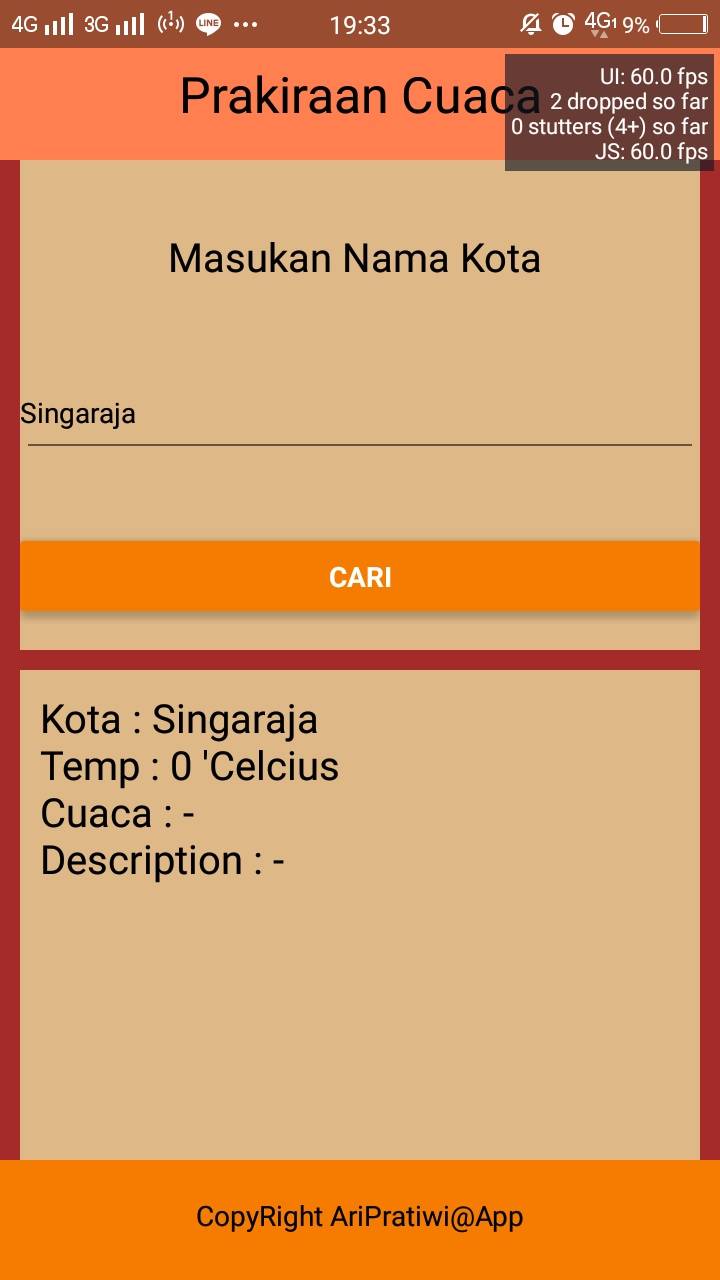 4G 3G LINE ... 19:33 4G1 9%
Prakiraan Cuaca
UI: 60.0 fps
2 dropped so far
0 stutters (4+) so far
JS: 60.0 fps
Masukan Nama Kota
Singaraja
CARI
Kota : Singaraja
Temp : 0 'Celcius
Cuaca : -
Description : -
CopyRight AriPratiwi@App